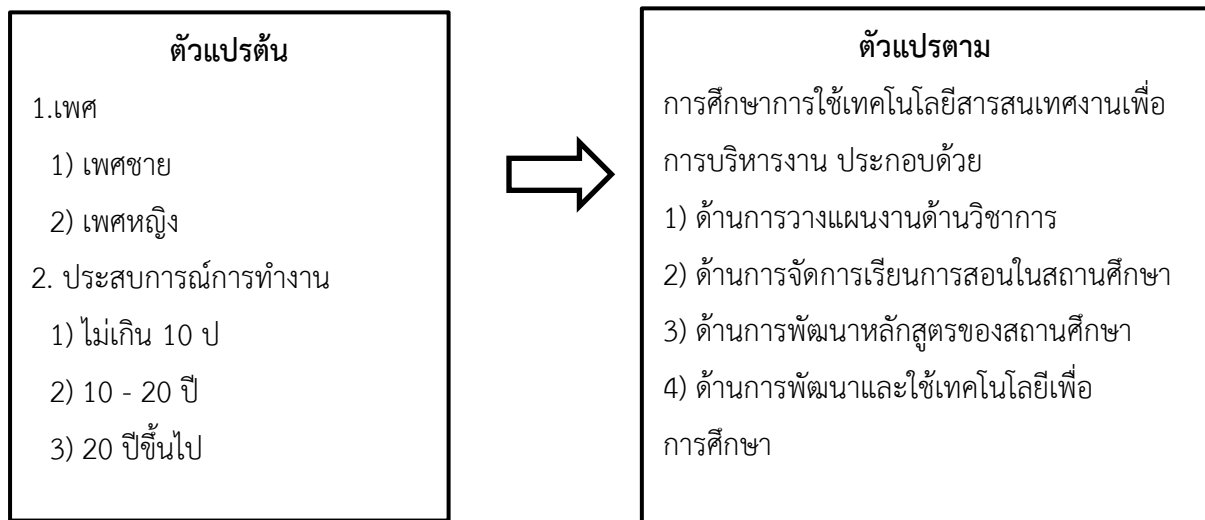 ตัวแปรต้น
1.เพศ
1) เพศชาย
2) เพศหญิง
2. ประสบการณ์การทำงาน
1) ไม่เกิน 10 ป
2) 10 - 20 ปี
3) 20 ปีขึ้นไป
ตัวแปรตาม
การศึกษาการใช้เทคโนโลยีสารสนเทศงานเพื่อ
การบริหารงาน ประกอบด้วย
1) ด้านการวางแผนงานด้านวิชาการ
2) ด้านการจัดการเรียนการสอนในสถานศึกษา
3) ด้านการพัฒนาหลักสูตรของสถานศึกษา
4) ด้านการพัฒนาและใช้เทคโนโลยีเพื่อ
การศึกษา